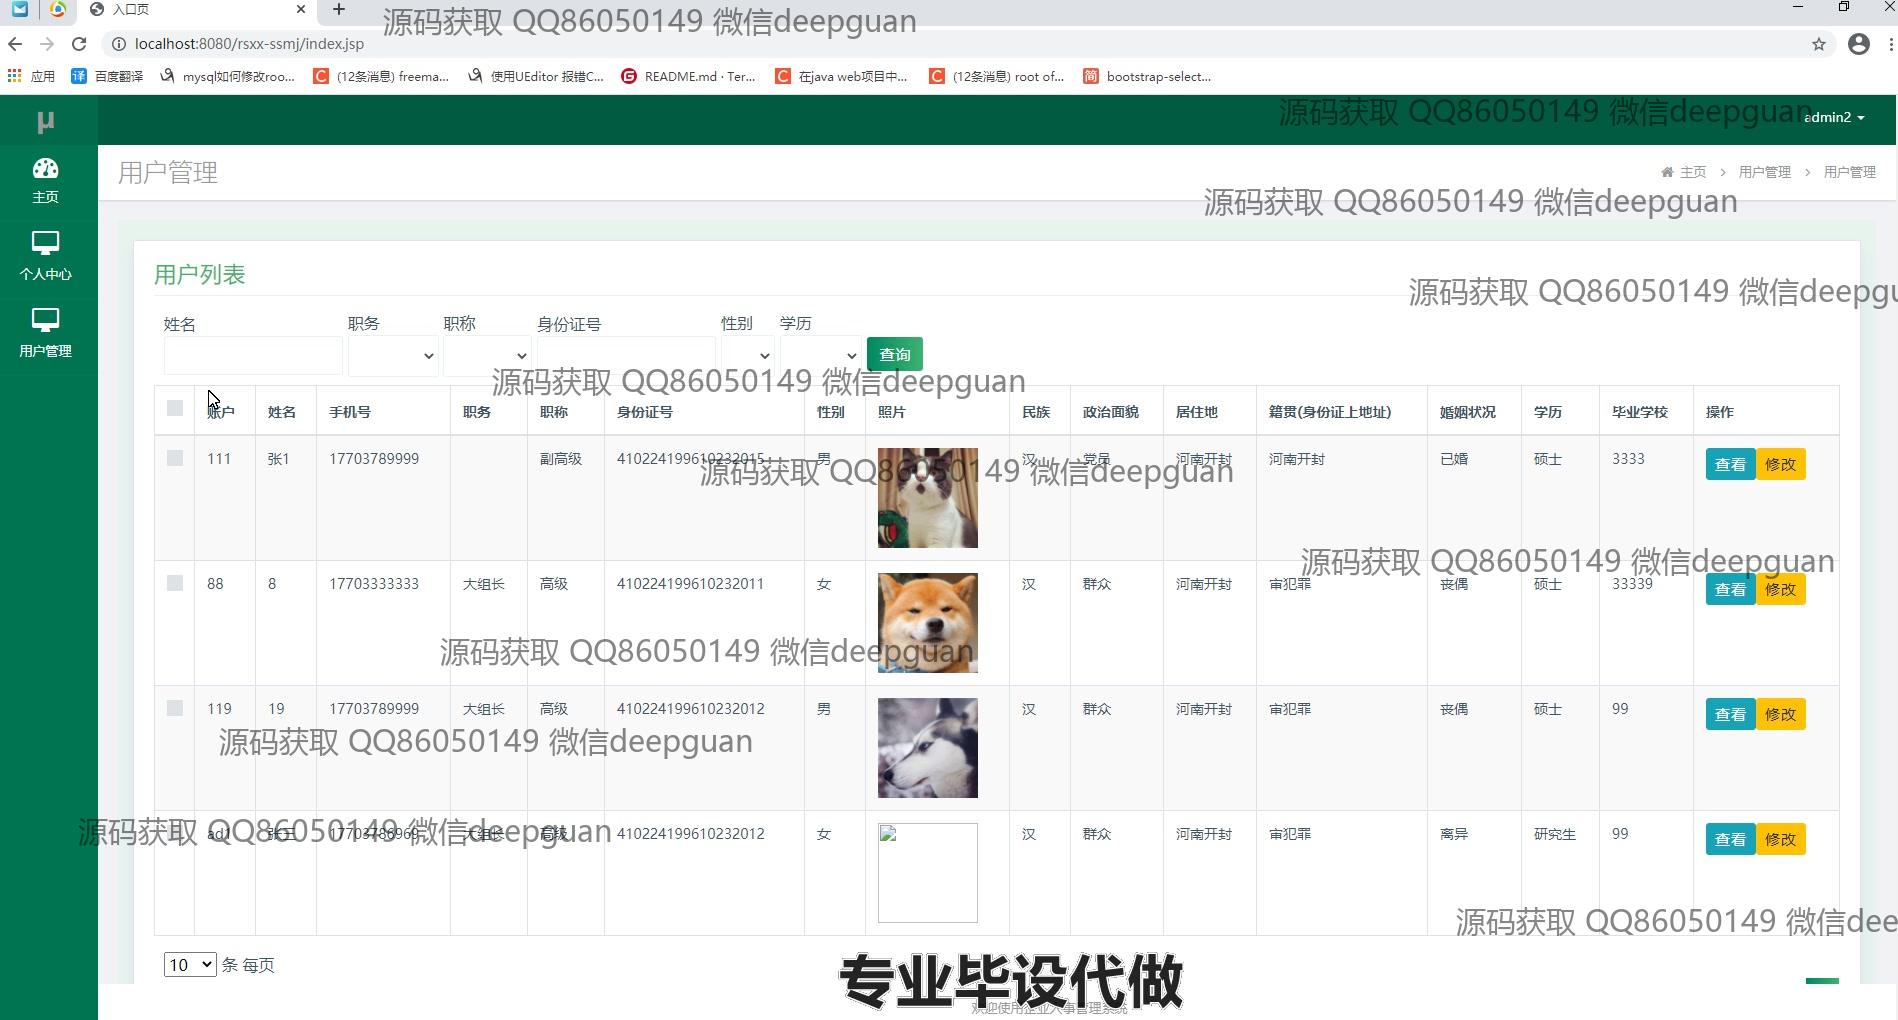 入口页
源码获取 QQ86050149 微信deepguan
localhost:8080/rsxx-ssmj/index.jsp
应用 百度翻译 mysql如何修改roo... (12条消息) freema... 使用UEditor 报错C... README.md · Ter... 在java web项目中... (12条消息) root of... bootstrap-select...
μ
源码获取 QQ86050149 微信deepguan
admin2
用户管理
主页 > 用户管理 > 用户管理
主页
源码获取 QQ86050149 微信deepguan
个人中心
用户管理
用户列表
源码获取 QQ86050149 微信deepgu
姓名 职务 职称 身份证号 性别 学历
查询
源码获取 QQ86050149 微信deepguan
账户 姓名 手机号 职务 职称 身份证号 性别 照片 民族 政治面貌 居住地 籍贯(身份证上地址) 婚姻状况 学历 毕业学校 操作
111 张1 17703789999 副高级 410224199610232015 男 汉 党员 河南开封 河南开封 已婚 硕士 3333 查看 修改
源码获取 QQ86050149 微信deepguan
源码获取 QQ86050149 微信deepguan
88 8 17703333333 大组长 高级 410224199610232011 女 汉 群众 河南开封 审犯罪 丧偶 硕士 33339 查看 修改
源码获取 QQ86050149 微信deepguan
119 19 17703789999 大组长 高级 410224199610232012 男 汉 群众 河南开封 审犯罪 丧偶 硕士 99 查看 修改
源码获取 QQ86050149 微信deepguan
ad1 张三 17703786969 大组长 高级 410224199610232012 女 汉 群众 河南开封 审犯罪 离异 研究生 99 查看 修改
源码获取 QQ86050149 微信deepguan
源码获取 QQ86050149 微信dee
10 条 每页
专业毕设代做
欢迎使用企业人事管理系统